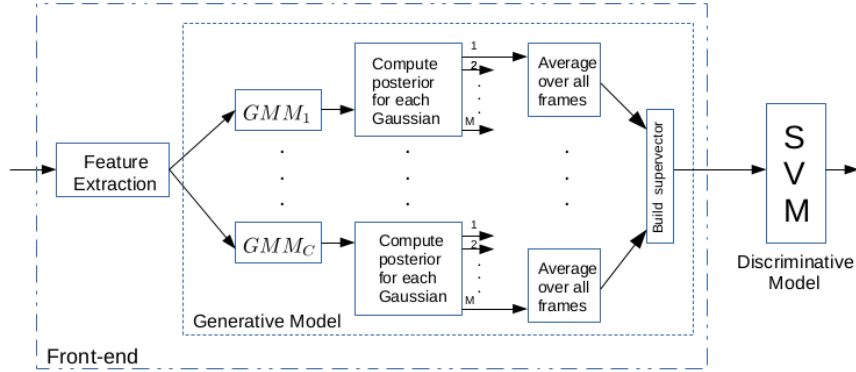 Feature
Extraction
GMM₁
Compute
posterior
for each
Gaussian
1
2
M
Average
over all
frames
GMM_C
Compute
posterior
for each
Gaussian
1
2
M
Average
over all
frames
Build supervector
S
V
M
Discriminative
Model
Generative Model
Front-end